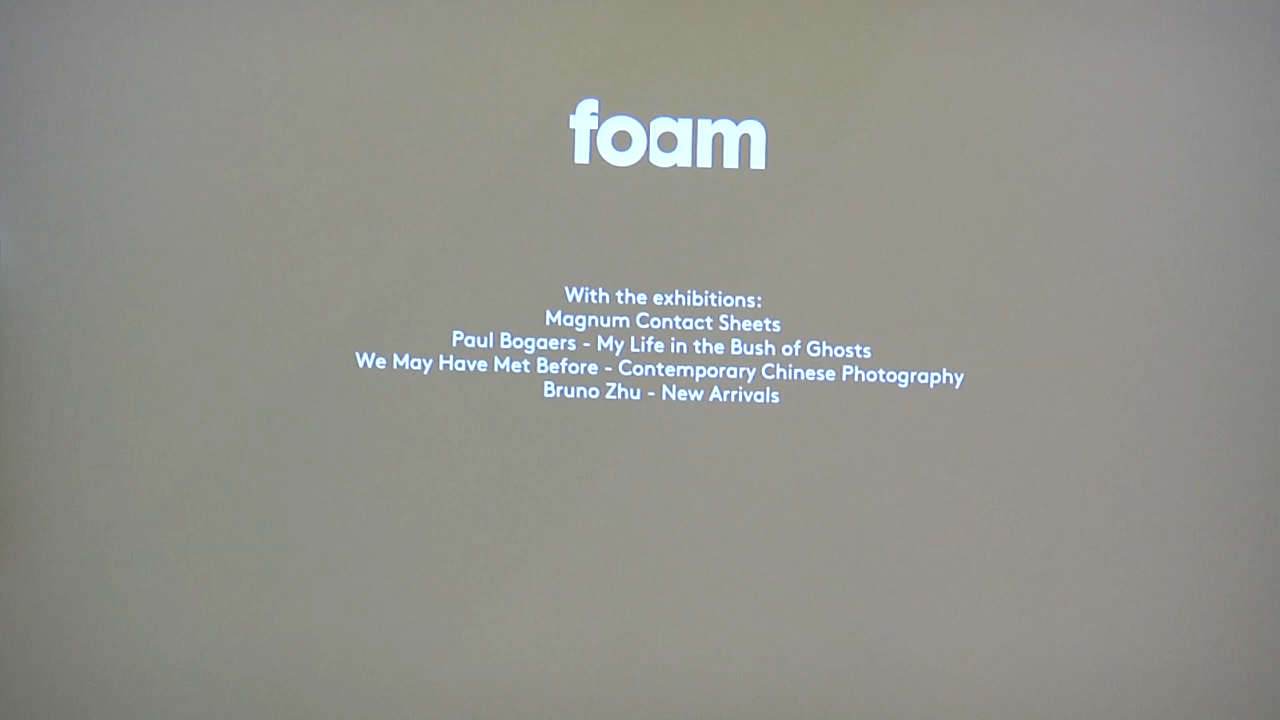 foam
With the exhibitions:
Magnum Contact Sheets
Paul Bogaers - My Life in the Bush of Ghosts
We May Have Met Before - Contemporary Chinese Photography
Bruno Zhu - New Arrivals